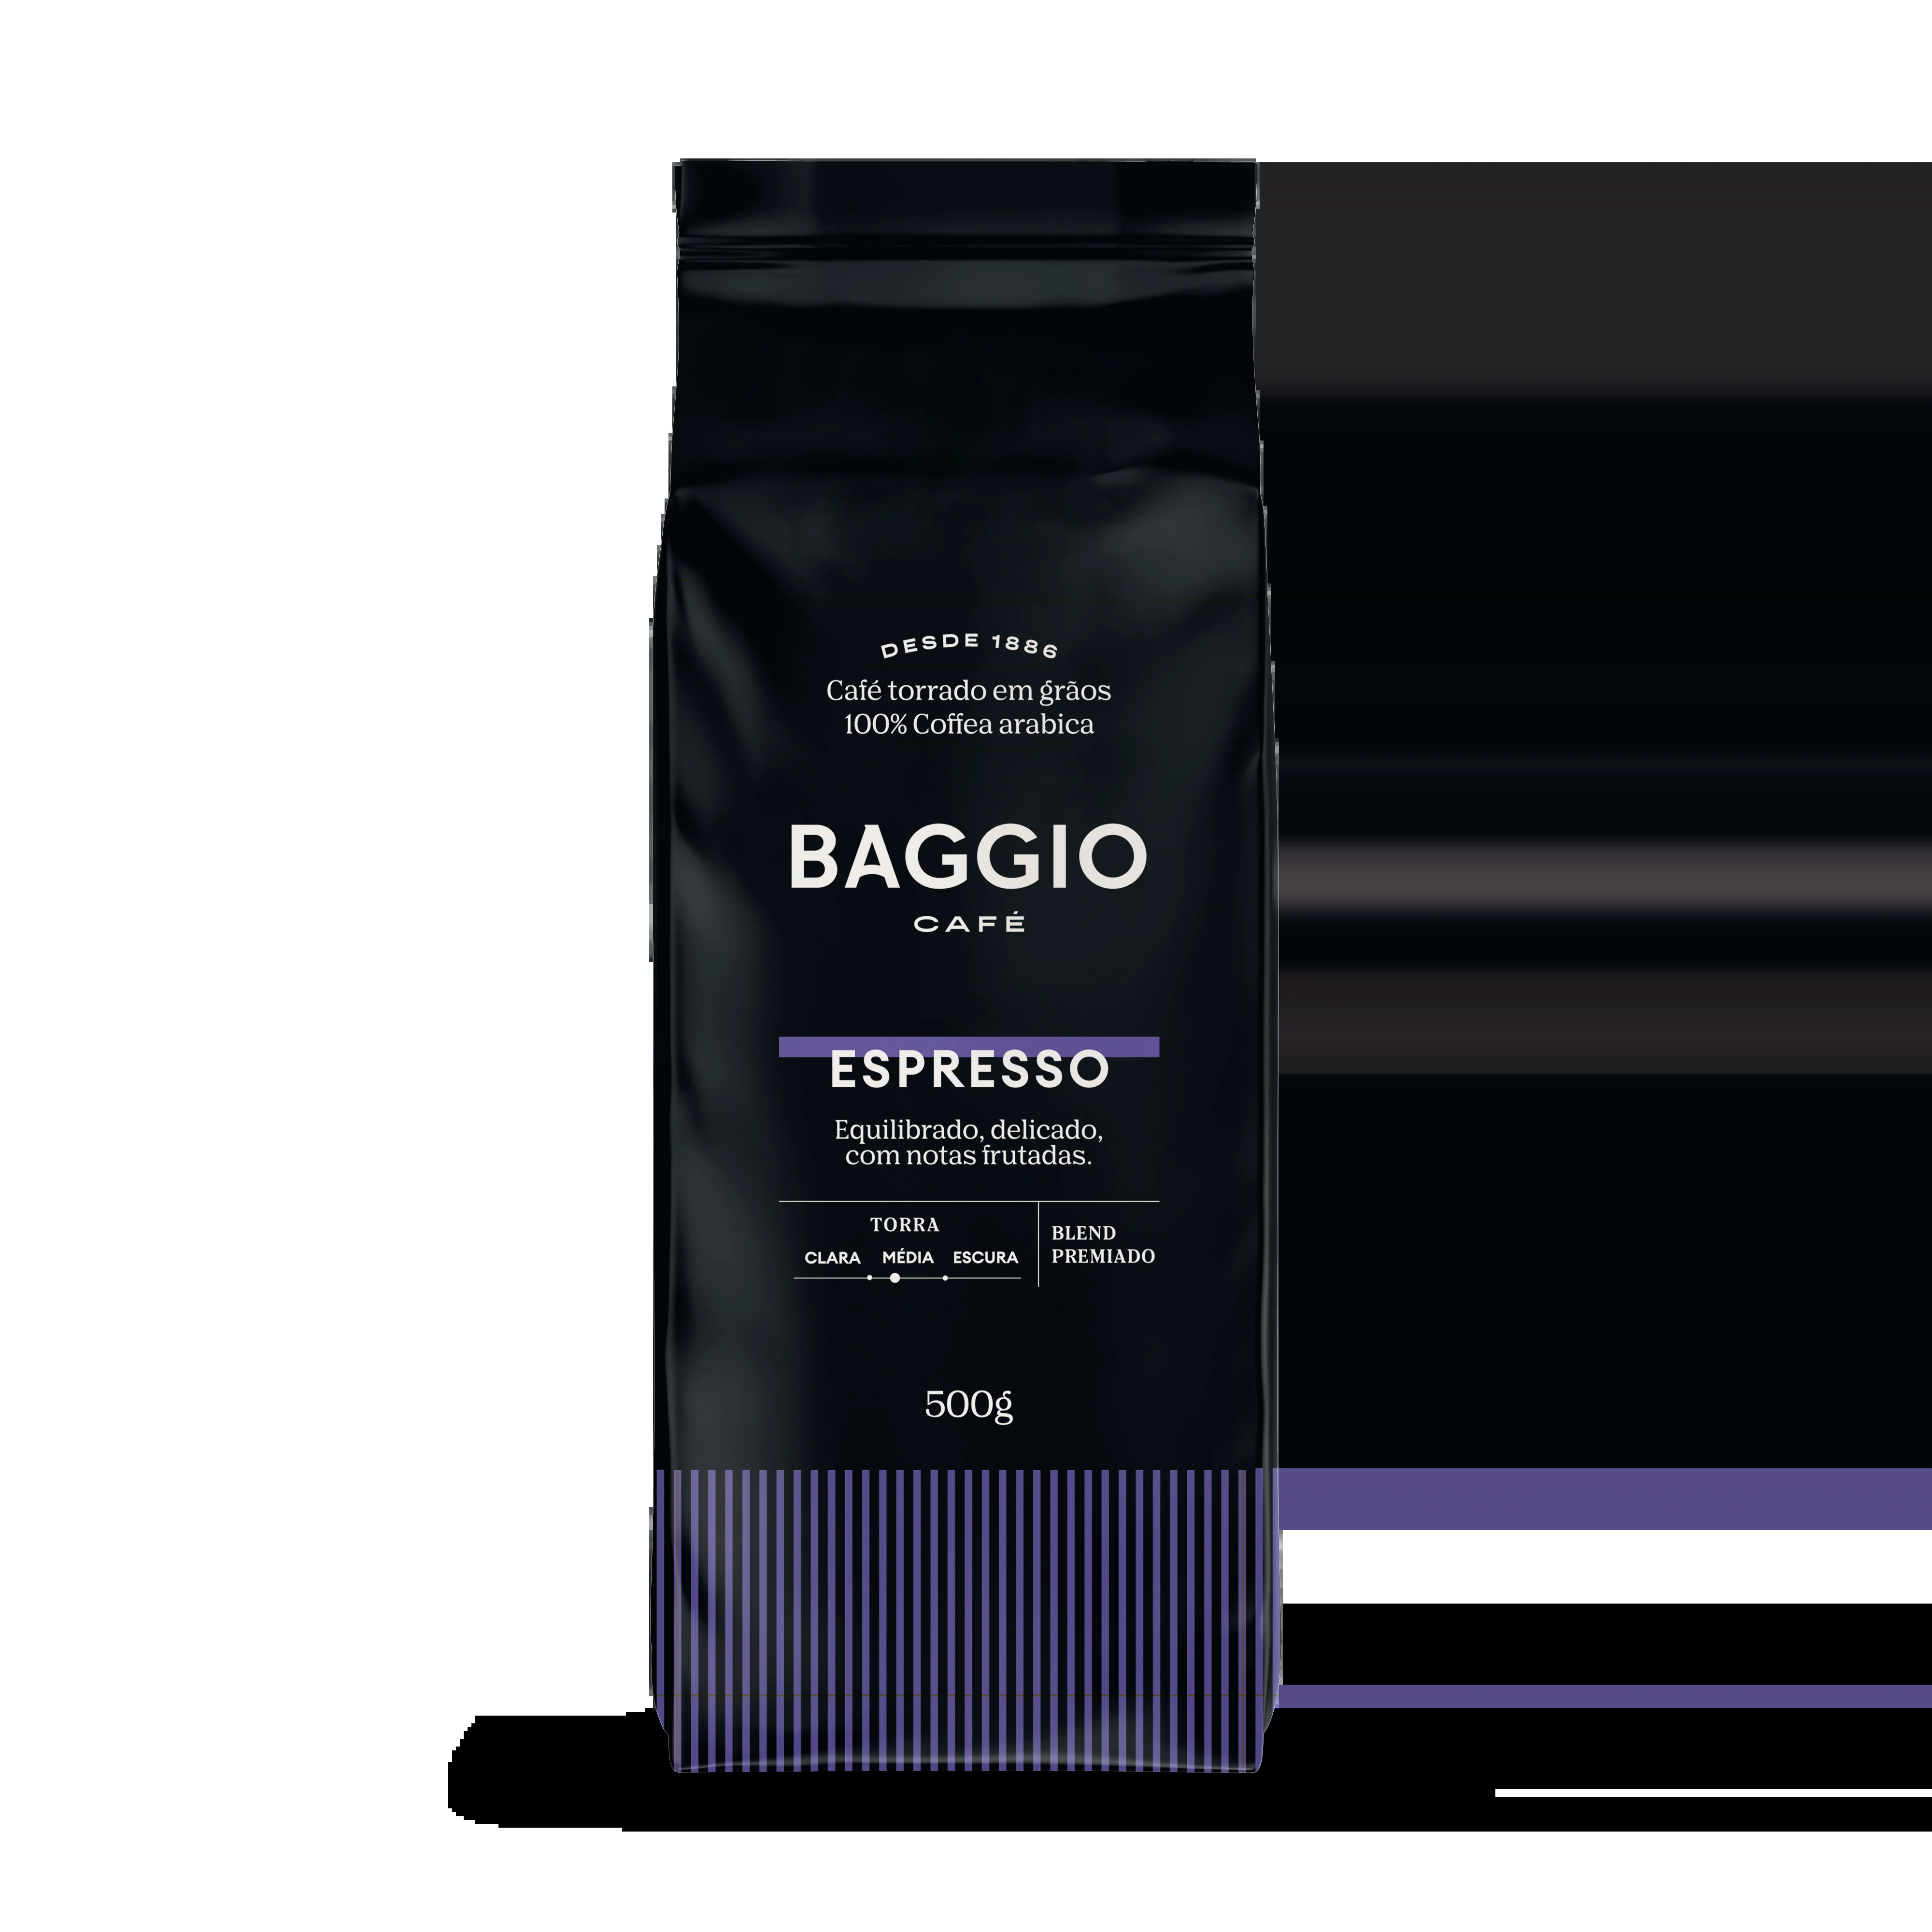 DESDE 1886
Café torrado em grãos
100% Coffea arabica
BAGGIO
CAFÉ
ESPRESSO
Equilibrado, delicado,
com notas frutadas.
TORRA
CLARA MÉDIA ESCURA
BLEND
PREMIADO
500g